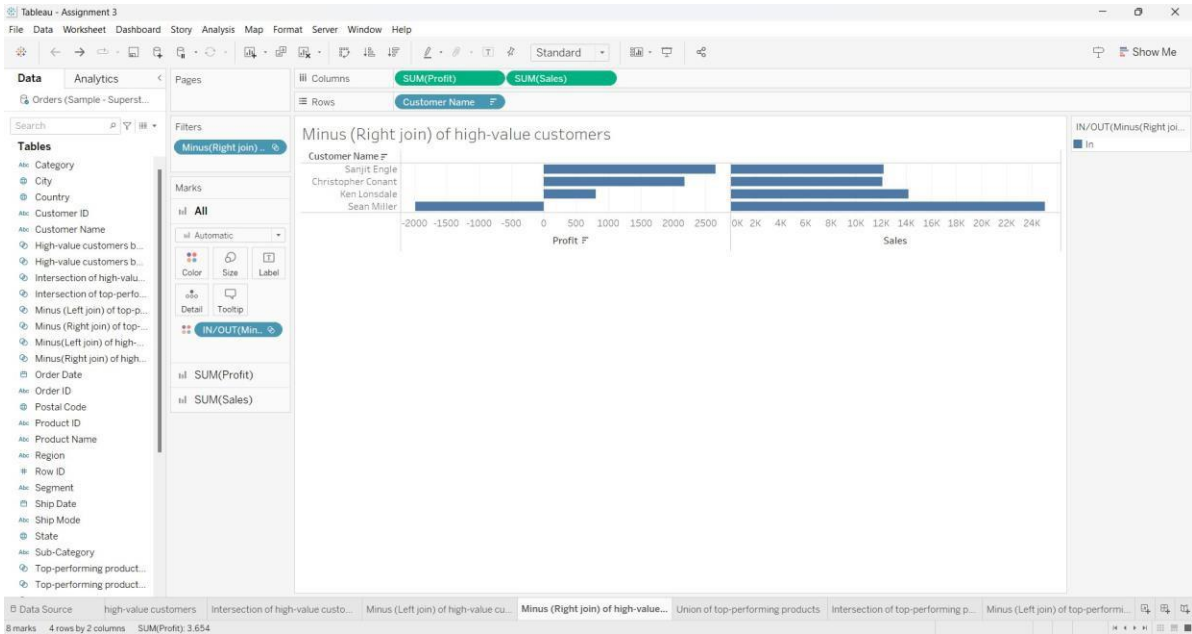 Tableau - Assignment 3
File Data Worksheet Dashboard Story Analysis Map Format Server Window Help
Standard
Show Me
Data Analytics
Pages
Columns SUM(Profit) SUM(Sales)
Orders (Sample - Superst...
Rows Customer Name
Search
Tables
Abc Category
City
Country
Abc Customer ID
Abc Customer Name
High-value customers b...
High-value customers b...
Intersection of high-valu...
Intersection of top-perfo...
Minus (Left join) of top-p...
Minus (Right join) of top-...
Minus(Left join) of high-...
Minus(Right join) of high...
Order Date
Abc Order ID
Postal Code
Abc Product ID
Abc Product Name
Abc Region
# Row ID
Abc Segment
Ship Date
Abc Ship Mode
State
Abc Sub-Category
Top-performing product...
Top-performing product...
Filters
Minus(Right join) ..
Marks
All
Automatic
Color Size Label
Detail Tooltip
IN/OUT(Min..
SUM(Profit)
SUM(Sales)
Minus (Right join) of high-value customers
Customer Name
Sanjit Engle
Christopher Conant
Ken Lonsdale
Sean Miller
-2000 -1500 -1000 -500 0 500 1000 1500 2000 2500 0K 2K 4K 6K 8K 10K 12K 14K 16K 18K 20K 22K 24K
Profit Sales
IN/OUT(Minus(Right joi...
In
Data Source high-value customers Intersection of high-value custo... Minus (Left join) of high-value cu... Minus (Right join) of high-value... Union of top-performing products Intersection of top-performing p... Minus (Left join) of top-performi...
8 marks 4 rows by 2 columns SUM(Profit): 3.654